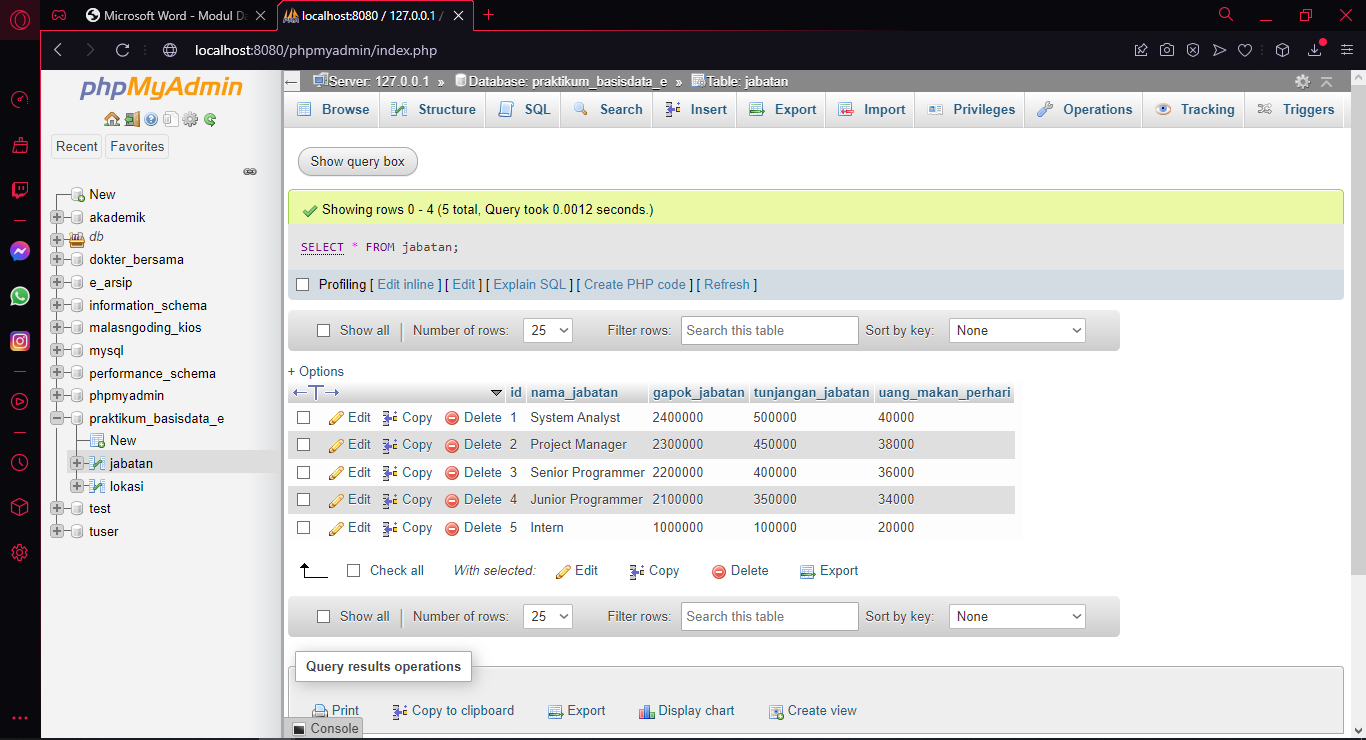 Microsoft Word - Modul Da
localhost:8080 / 127.0.0.1 /
localhost:8080/phpmyadmin/index.php
phpMyAdmin
Recent Favorites
New
akademik
db
dokter_bersama
e_arsip
information_schema
malasngoding_kios
mysql
performance_schema
phpmyadmin
praktikum_basisdata_e
New
jabatan
lokasi
test
tuser
Server: 127.0.0.1 » Database: praktikum_basisdata_e » Table: jabatan
Browse Structure SQL Search Insert Export Import Privileges Operations Tracking Triggers
Show query box
Showing rows 0 - 4 (5 total, Query took 0.0012 seconds.)
SELECT * FROM jabatan;
Profiling [ Edit inline ] [ Edit ] [ Explain SQL ] [ Create PHP code ] [ Refresh ]
Show all | Number of rows: 25 Filter rows: Search this table Sort by key: None
+ Options
id nama_jabatan gapok_jabatan tunjangan_jabatan uang_makan_perhari
Edit Copy Delete 1 System Analyst 2400000 500000 40000
Edit Copy Delete 2 Project Manager 2300000 450000 38000
Edit Copy Delete 3 Senior Programmer 2200000 400000 36000
Edit Copy Delete 4 Junior Programmer 2100000 350000 34000
Edit Copy Delete 5 Intern 1000000 100000 20000
Check all With selected: Edit Copy Delete Export
Show all | Number of rows: 25 Filter rows: Search this table Sort by key: None
Query results operations
Print Copy to clipboard Export Display chart Create view
Console